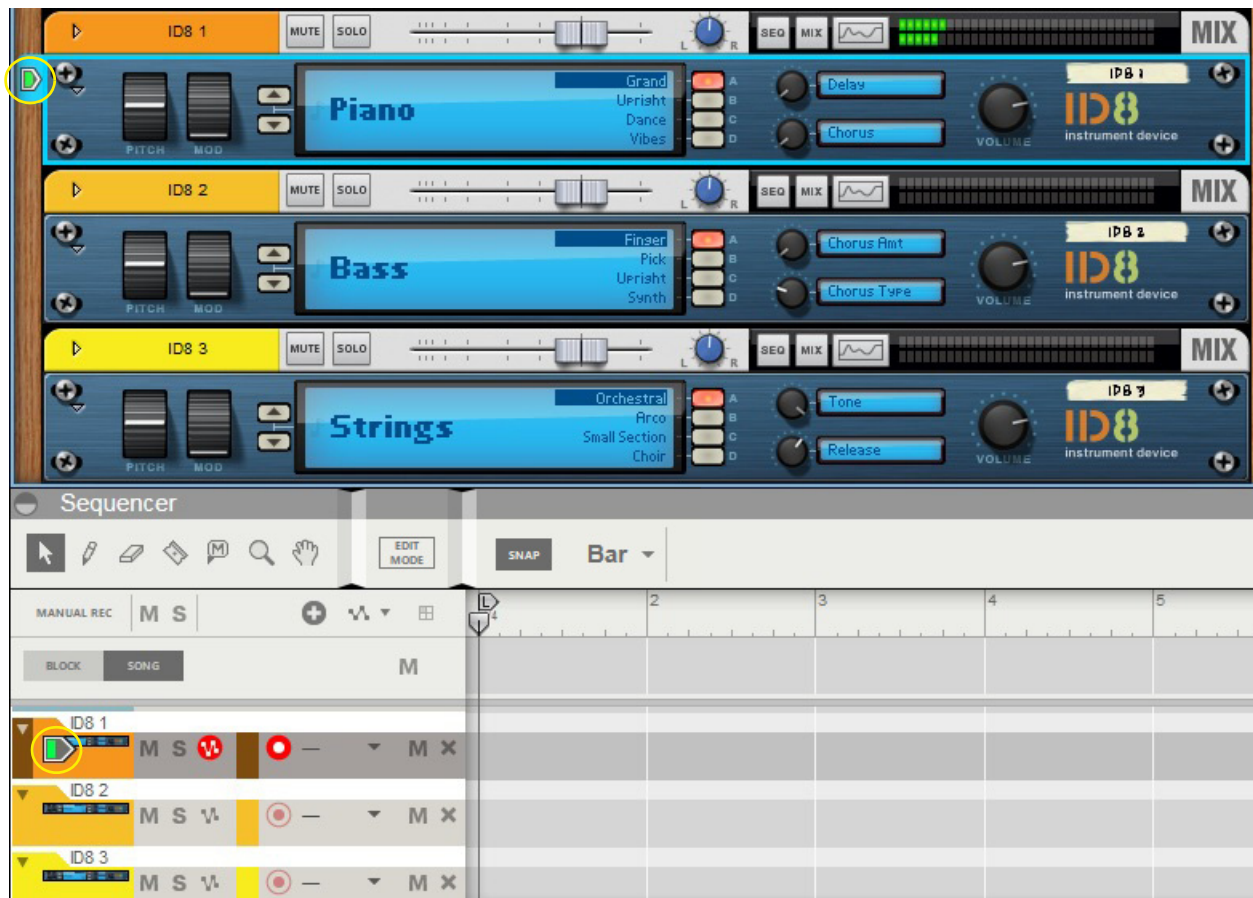 ID8 1 MUTE SOLO L R SEQ MIX MIX
Piano
Grand A
Upright B
Dance C
Vibes D
Delay
Chorus
PITCH MOD
VOLUME
ID8 1
ID8
instrument device
ID8 2 MUTE SOLO L R SEQ MIX MIX
Bass
Finger A
Pick B
Upright C
Synth D
Chorus Amt
Chorus Type
PITCH MOD
VOLUME
ID8 2
ID8
instrument device
ID8 3 MUTE SOLO L R SEQ MIX MIX
Strings
Orchestral A
Arco B
Small Section C
Choir D
Tone
Release
PITCH MOD
VOLUME
ID8 3
ID8
instrument device
Sequencer
M EDIT MODE SNAP Bar
MANUAL REC M S L 4 2 3 4 5
BLOCK SONG M
ID8 1
M S M
ID8 2
M S M
ID8 3
M S M